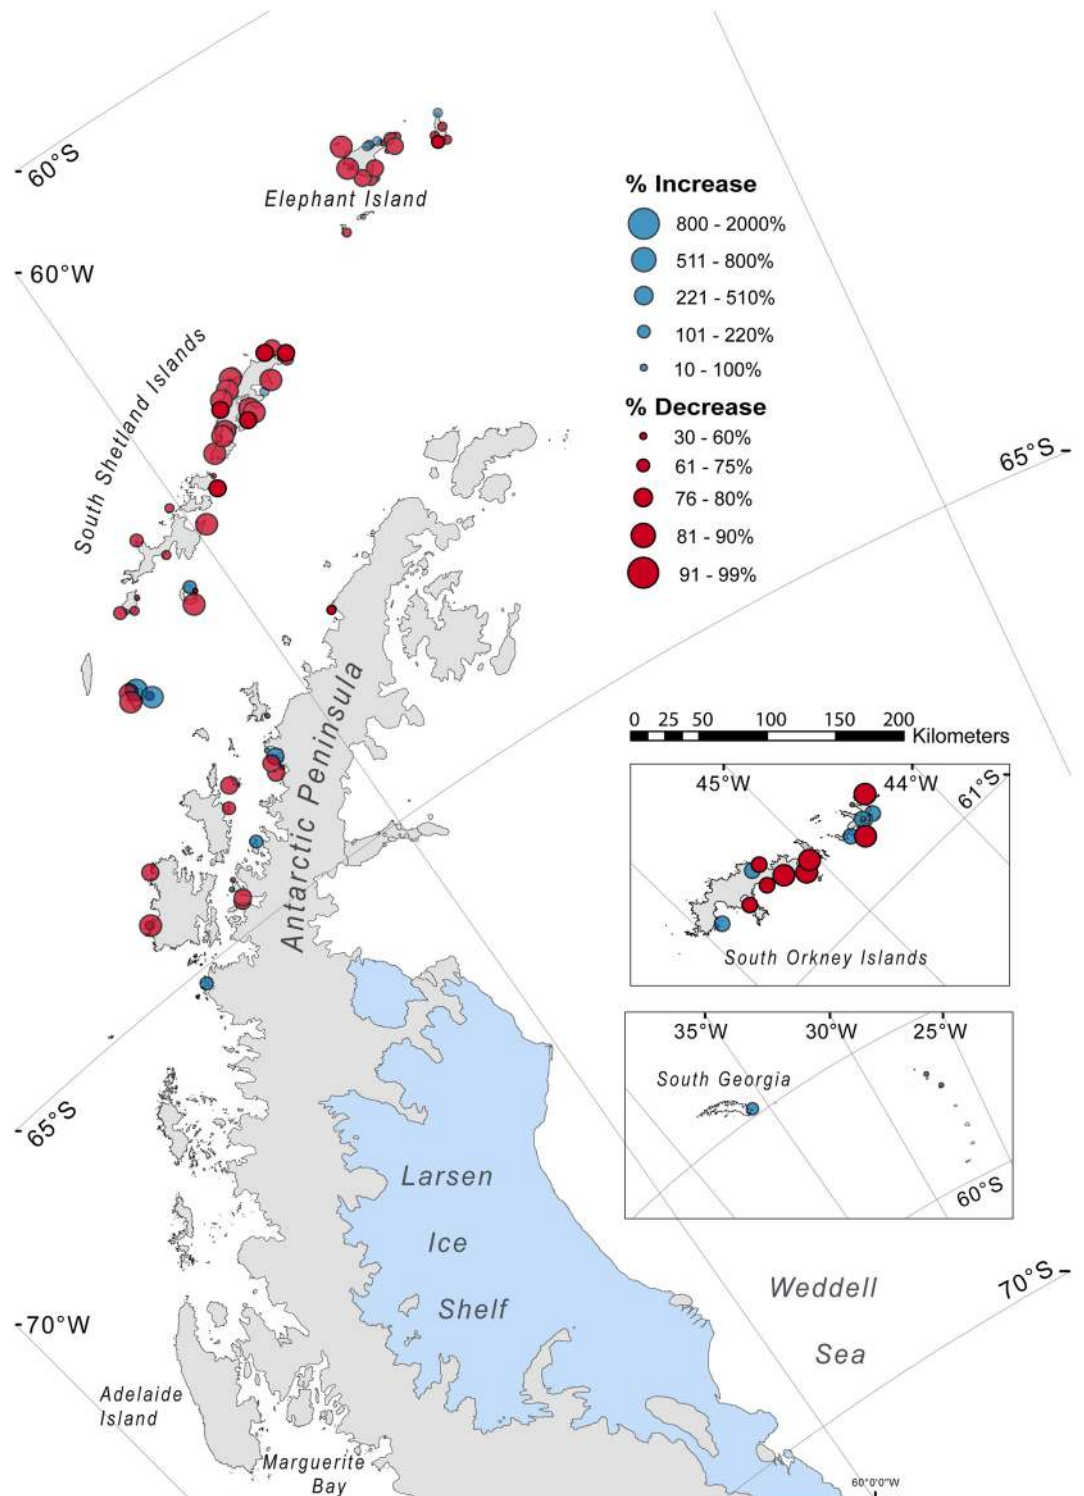 60°S
Elephant Island
60°W
% Increase
800 - 2000%
511 - 800%
221 - 510%
101 - 220%
10 - 100%
% Decrease
30 - 60%
61 - 75%
76 - 80%
81 - 90%
91 - 99%
South Shetland Islands
65°S
Antarctic Peninsula
0 25 50 100 150 200
Kilometers
45°W
44°W
61°S
South Orkney Islands
35°W
30°W
25°W
South Georgia
60°S
65°S
Larsen
Ice
Shelf
Weddell
Sea
70°S
70°W
Adelaide
Island
Marguerite
Bay
60°0'0"W